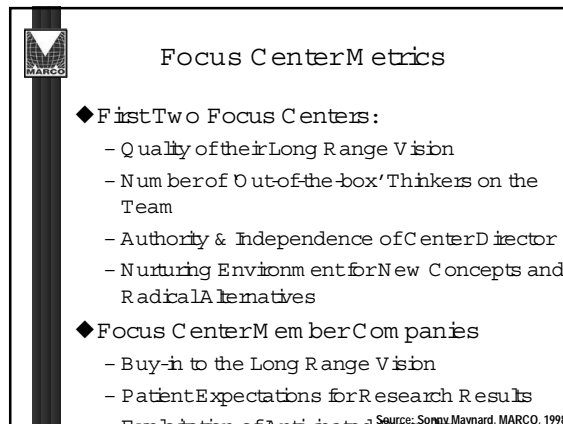 MARCO
Focus Center Metrics
◆First Two Focus Centers:
– Quality of their Long Range Vision
– Number of 'Out-of-the-box' Thinkers on the
Team
– Authority & Independence of Center Director
– Nurturing Environment for New Concepts and
Radical Alternatives
◆Focus Center Member Companies
– Buy-in to the Long Range Vision
– Patient Expectations for Research Results
Source: Sonny Maynard, MARCO, 1998